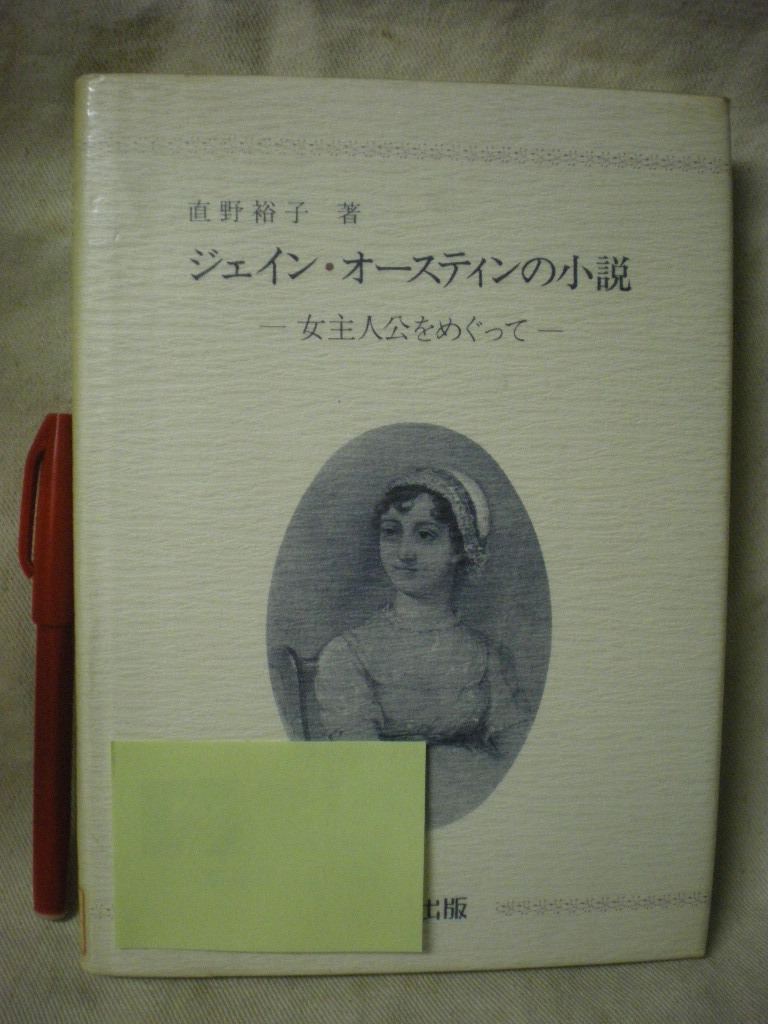 直野裕子 著
ジェイン・オースティンの小説
― 女主人公をめぐって ―
出版